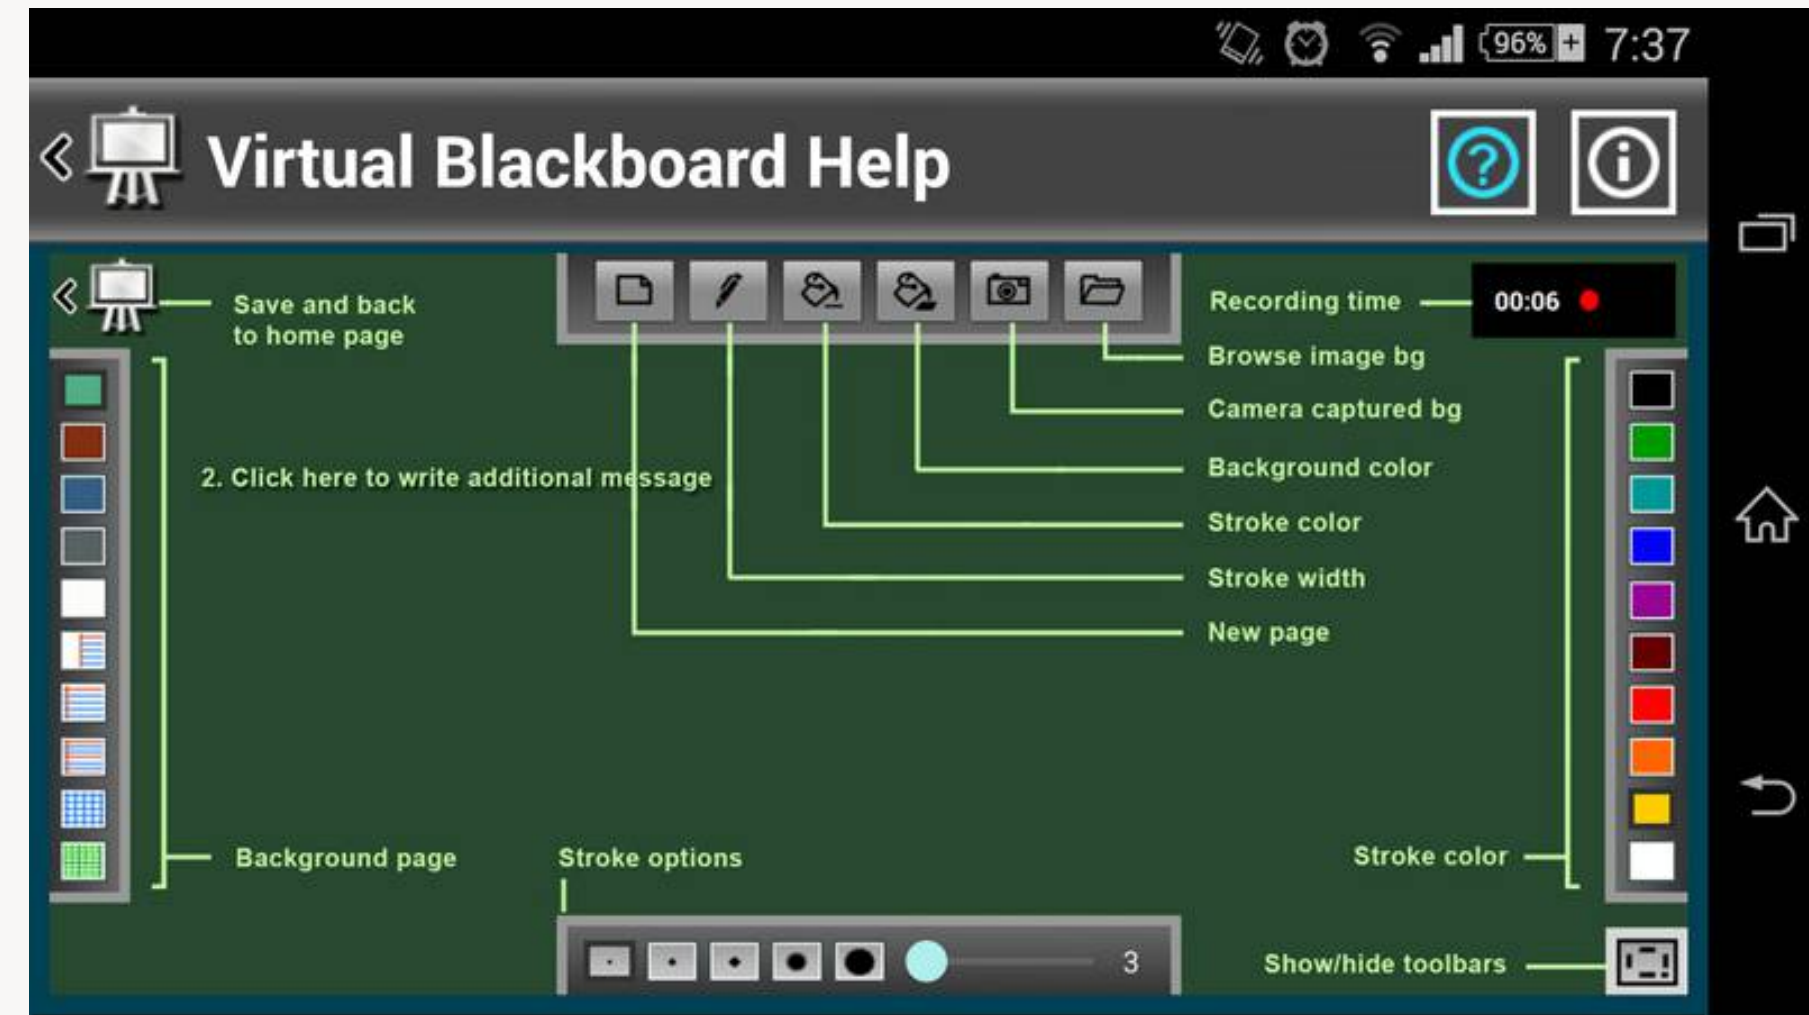 96% 7:37
Virtual Blackboard Help
Save and back
to home page
Recording time 00:06
Browse image bg
Camera captured bg
Background color
2. Click here to write additional message
Stroke color
Stroke width
New page
Background page
Stroke options
Stroke color
3
Show/hide toolbars